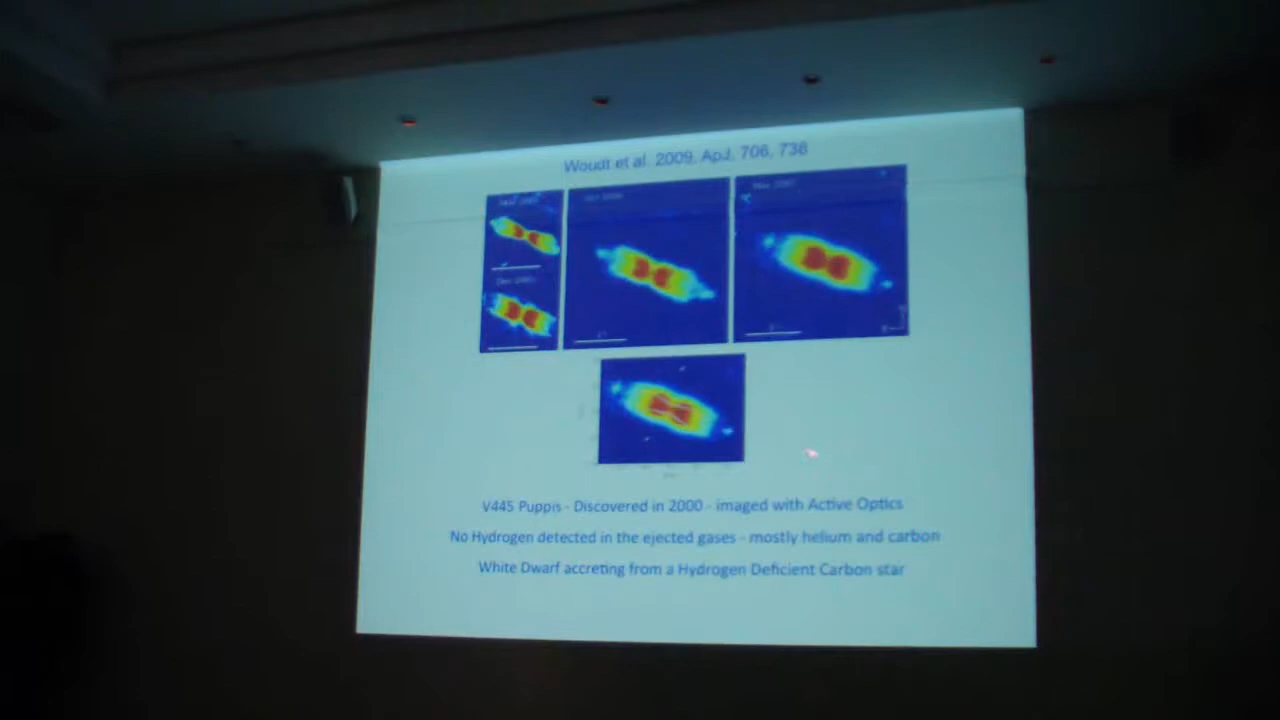 Woudt et al. 2009, ApJ, 706, 738
V445 Puppis - Discovered in 2000 - imaged with Active Optics
No Hydrogen detected in the ejected gases - mostly helium and carbon
White Dwarf accreting from a Hydrogen Deficient Carbon star